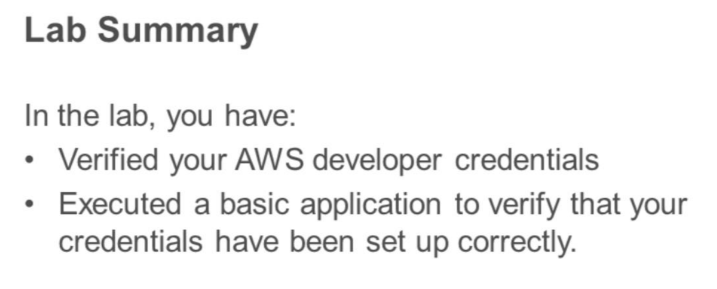 Lab Summary
In the lab, you have:
• Verified your AWS developer credentials
• Executed a basic application to verify that your
credentials have been set up correctly.